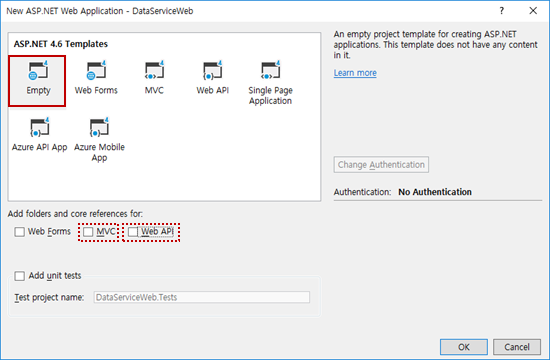 New ASP.NET Web Application - DataServiceWeb
ASP.NET 4.6 Templates
Empty
Web Forms
MVC
Web API
Single Page
Application
Azure API App
Azure Mobile
App
An empty project template for creating ASP.NET
applications. This template does not have any content
in it.
Learn more
Change Authentication
Authentication: No Authentication
Add folders and core references for:
Web Forms
MVC
Web API
Add unit tests
Test project name:
DataServiceWeb.Tests
OK
Cancel